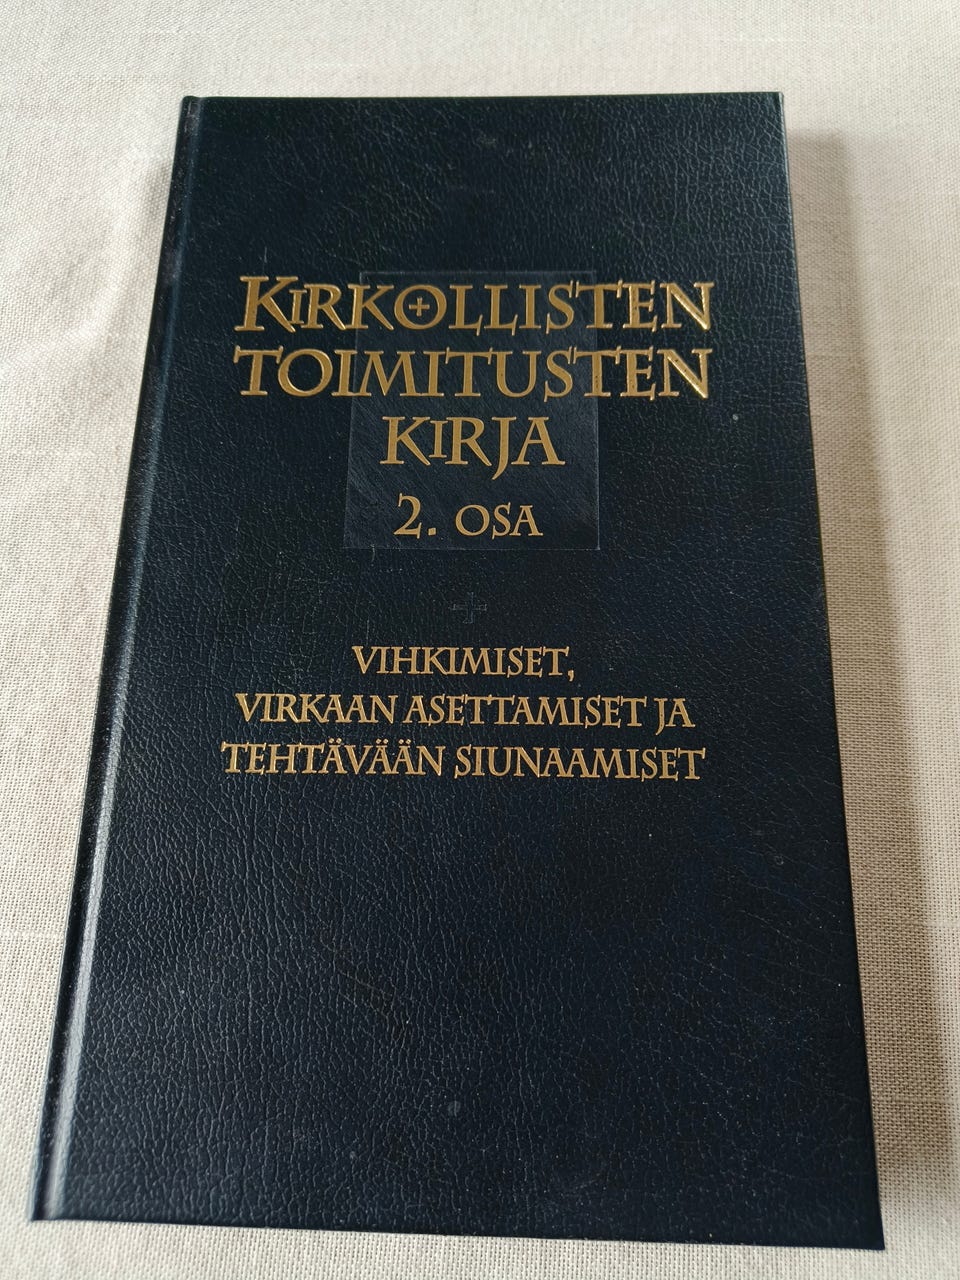 KIRKOLLISTEN
TOIMITUSTEN
KIRJA
2. OSA
VIHKIMISET,
VIRKAAN ASETTAMISET JA
TEHTÄVÄÄN SIUNAAMISET